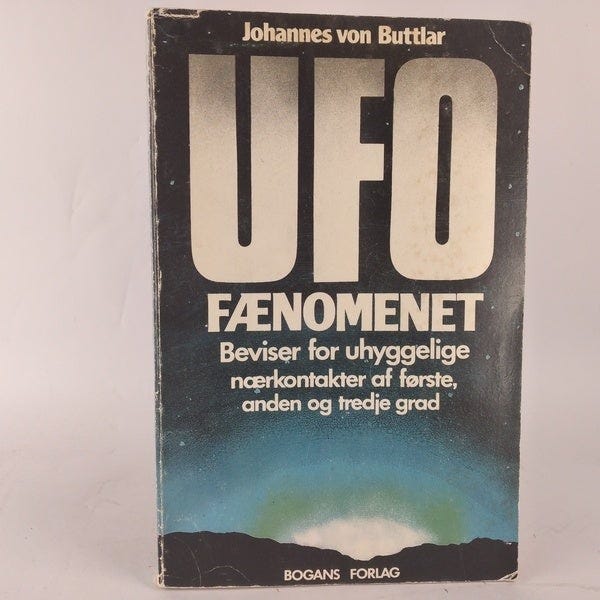 Johannes von Buttlar
UFO
FÆNOMENET
Beviser for uhyggelige
nærkontakter af første,
anden og tredje grad
BOGANS FORLAG